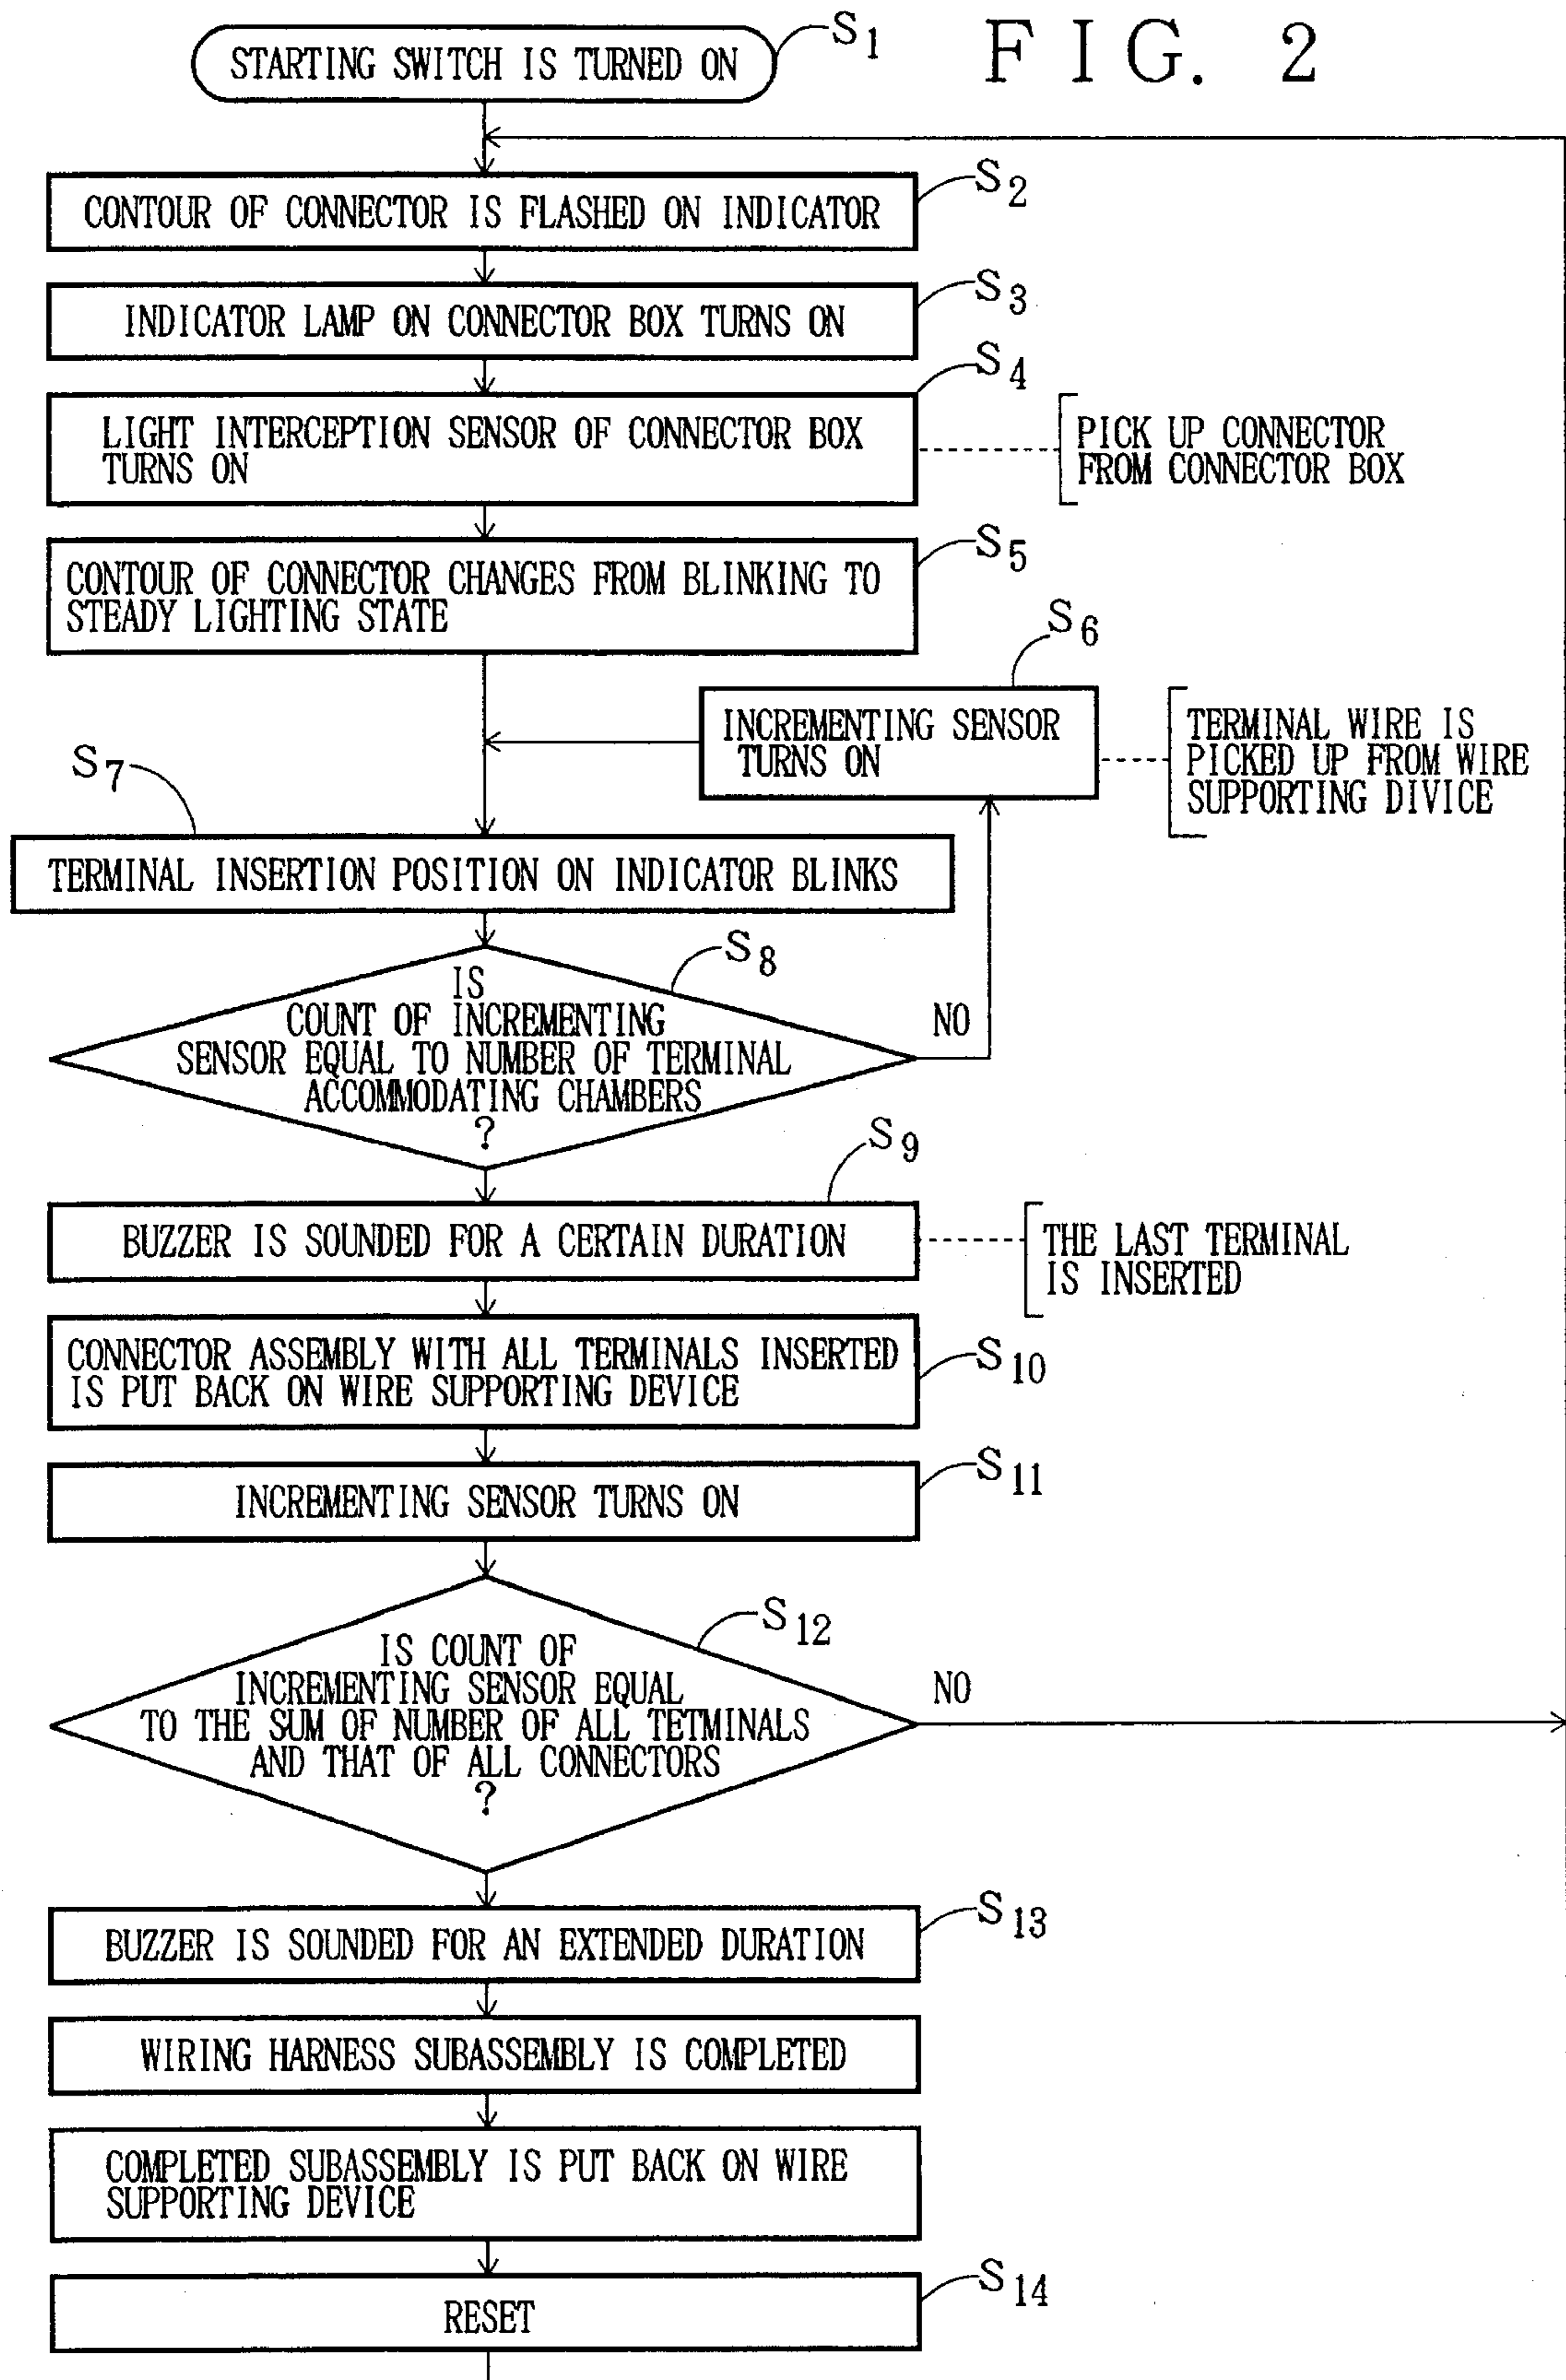 FIG. 2
STARTING SWITCH IS TURNED ON
S1
CONTOUR OF CONNECTOR IS FLASHED ON INDICATOR
S2
INDICATOR LAMP ON CONNECTOR BOX TURNS ON
S3
LIGHT INTERCEPTION SENSOR OF CONNECTOR BOX
TURNS ON
S4
PICK UP CONNECTOR
FROM CONNECTOR BOX
CONTOUR OF CONNECTOR CHANGES FROM BLINKING TO
STEADY LIGHTING STATE
S5
S6
INCREMENTING SENSOR
TURNS ON
TERMINAL WIRE IS
PICKED UP FROM WIRE
SUPPORTING DIVICE
S7
TERMINAL INSERTION POSITION ON INDICATOR BLINKS
S8
IS
COUNT OF INCREMENTING
SENSOR EQUAL TO NUMBER OF TERMINAL
ACCOMMODATING CHAMBERS
?
NO
S9
BUZZER IS SOUNDED FOR A CERTAIN DURATION
THE LAST TERMINAL
IS INSERTED
CONNECTOR ASSEMBLY WITH ALL TERMINALS INSERTED
IS PUT BACK ON WIRE SUPPORTING DEVICE
S10
INCREMENTING SENSOR TURNS ON
S11
S12
IS COUNT OF
INCREMENTING SENSOR EQUAL
TO THE SUM OF NUMBER OF ALL TETMINALS
AND THAT OF ALL CONNECTORS
?
NO
BUZZER IS SOUNDED FOR AN EXTENDED DURATION
S13
WIRING HARNESS SUBASSEMBLY IS COMPLETED
COMPLETED SUBASSEMBLY IS PUT BACK ON WIRE
SUPPORTING DEVICE
RESET
S14